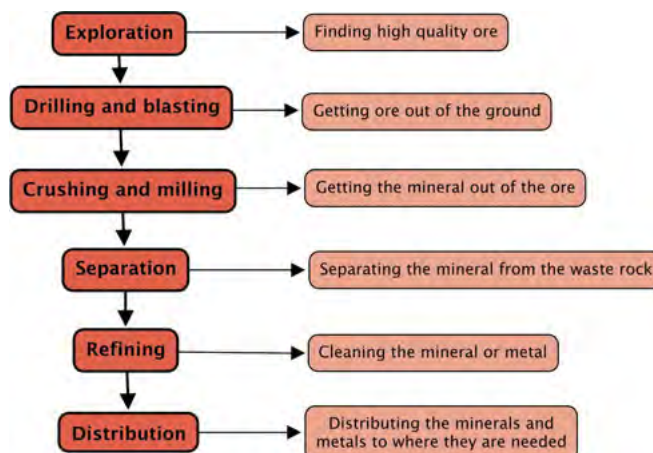 Exploration
Finding high quality ore
Drilling and blasting
Getting ore out of the ground
Crushing and milling
Getting the mineral out of the ore
Separation
Separating the mineral from the waste rock
Refining
Cleaning the mineral or metal
Distribution
Distributing the minerals and
metals to where they are needed